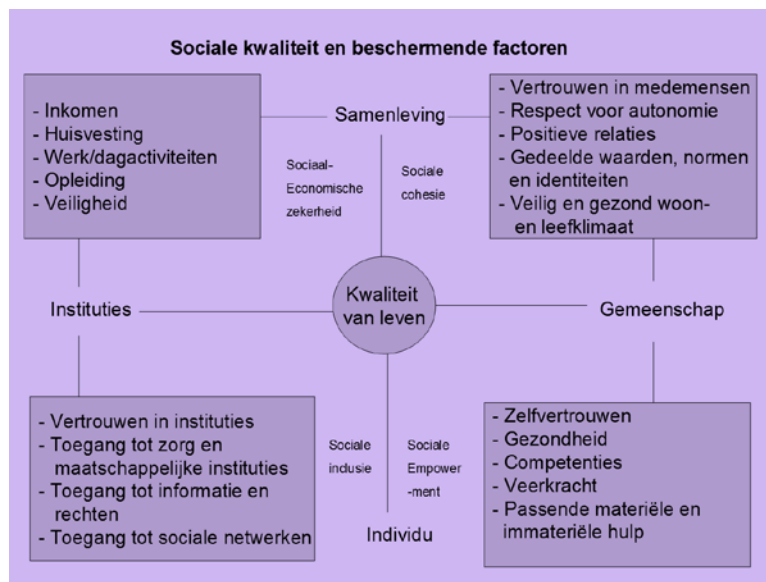 Sociale kwaliteit en beschermende factoren
- Inkomen
- Huisvesting
- Werk/dagactiviteiten
- Opleiding
- Veiligheid
Samenleving
- Vertrouwen in medemensen
- Respect voor autonomie
- Positieve relaties
- Gedeelde waarden, normen
en identiteiten
- Veilig en gezond woon-
en leefklimaat
Sociaal-
Economische
zekerheid
Sociale
cohesie
Instituties
Kwaliteit
van leven
Gemeenschap
- Vertrouwen in instituties
- Toegang tot zorg en
maatschappelijke instituties
- Toegang tot informatie en
rechten
- Toegang tot sociale netwerken
Sociale
inclusie
Sociale
Empower
-ment
Individu
- Zelfvertrouwen
- Gezondheid
- Competenties
- Veerkracht
- Passende materiële en
immateriële hulp